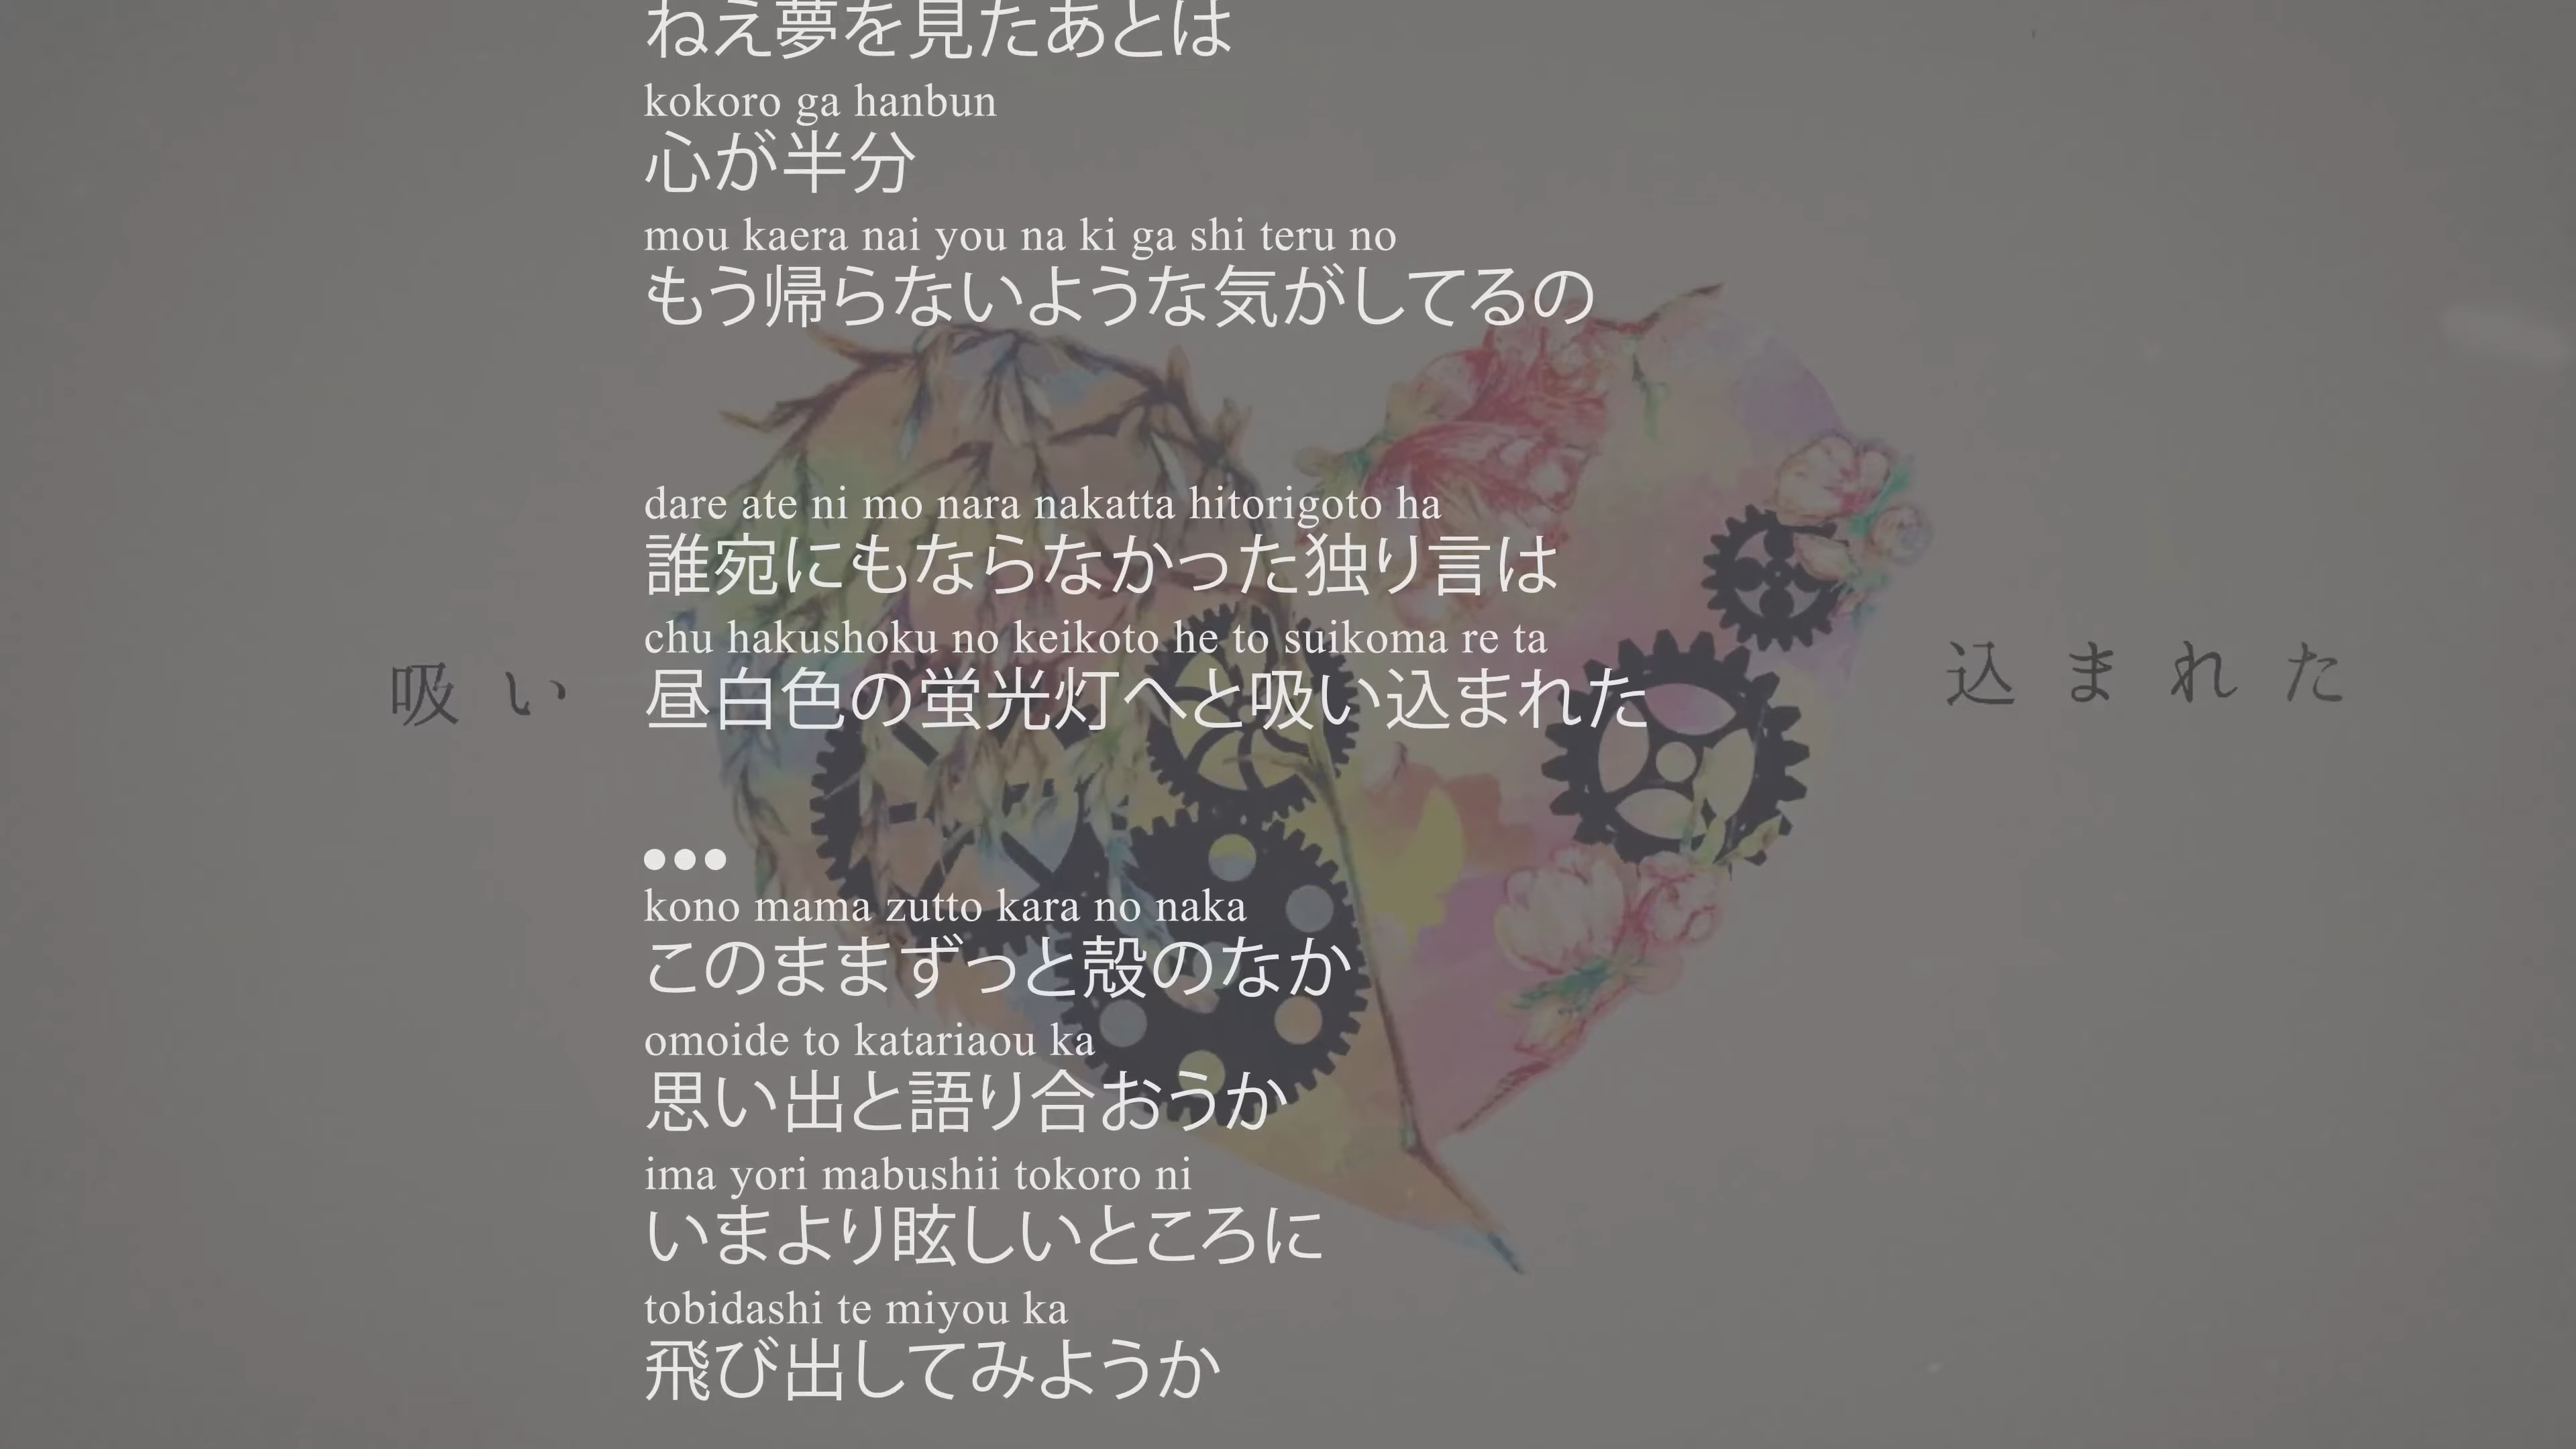 ねえ夢を見たあとは
kokoro ga hanbun
心が半分
mou kaera nai you na ki ga shi teru no
もう帰らないような気がしてるの
dare ate ni mo nara nakatta hitorigoto ha
誰宛にもならなかった独り言は
chu hakushoku no keikoto he to suikoma re ta
昼白色の蛍光灯へと吸い込まれた
吸い 込まれた
●●●
kono mama zutto kara no naka
このままずっと殻のなか
omoide to katariaou ka
思い出と語り合おうか
ima yori mabushii tokoro ni
いまより眩しいところに
tobidashi te miyou ka
飛び出してみようか